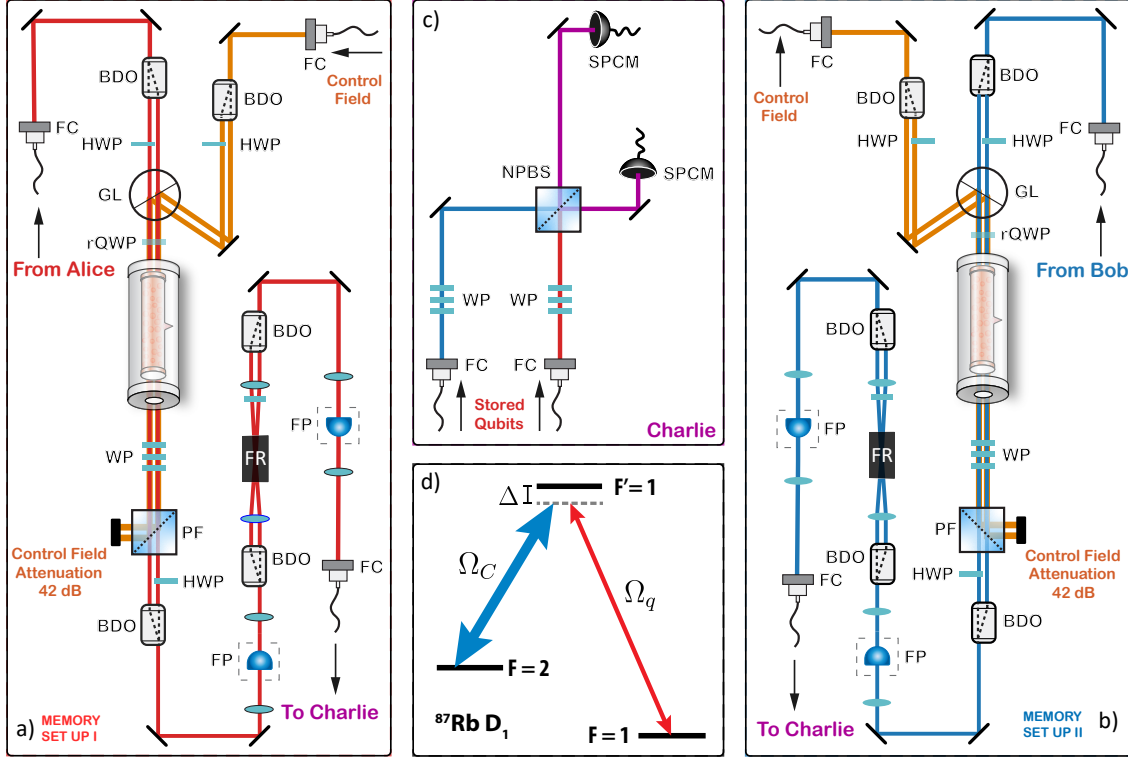 BDO
FC
Control
Field
BDO
FC
HWP
HWP
GL
rQWP
From Alice
BDO
WP
FP
FR
PF
Control Field
Attenuation
42 dB
HWP
BDO
BDO
FC
FP
To Charlie
a)
MEMORY
SET UP I
c)
SPCM
NPBS
SPCM
WP
WP
FC
FC
Stored
Qubits
Charlie
d)
Δ
F'= 1
Ω_C
Ω_q
F = 2
⁸⁷Rb D₁
F = 1
FC
Control
Field
BDO
BDO
HWP
HWP
FC
GL
rQWP
From Bob
BDO
FP
FR
WP
PF
Control Field
Attenuation
42 dB
BDO
HWP
FC
BDO
FP
To Charlie
MEMORY
SET UP II
b)